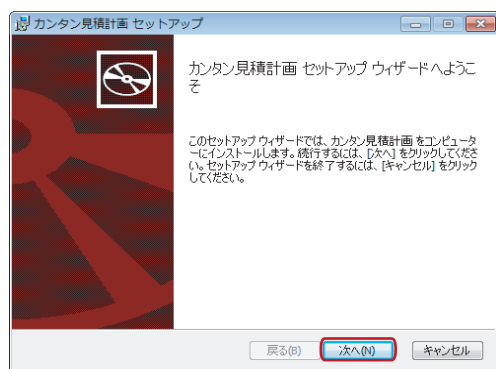 カンタン見積計画 セットアップ
カンタン見積計画 セットアップ ウィザードへようこ
そ
このセットアップ ウィザードでは、カンタン見積計画 をコンピュータ
ーにインストールします。続行するには、[次へ] をクリックしてくださ
い。セットアップ ウィザードを終了するには、[キャンセル] をクリック
してください。
戻る(B) 次へ(N) キャンセル